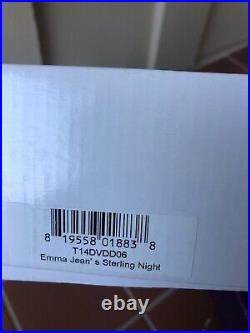 8 19558 01883 8
T14DVDD06
Emma Jean's Sterling Night